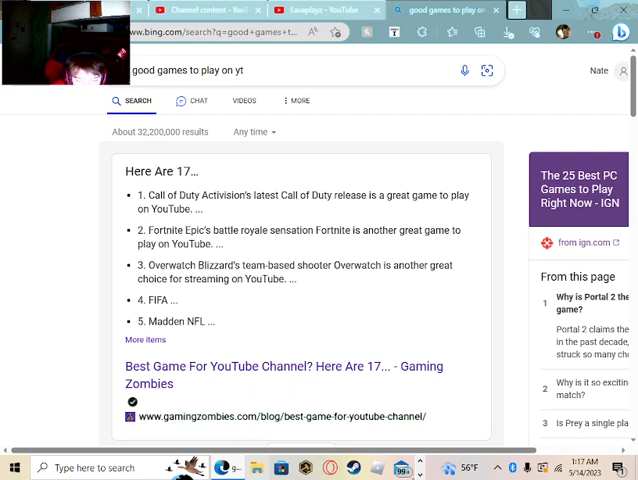 Channel content - YouT
Lavaplayz - YouTube
good games to play on
ww.bing.com/search?q=good+games+t...
good games to play on yt
Nate
SEARCH
CHAT
VIDEOS
MORE
About 32,200,000 results
Any time
Here Are 17...
• 1. Call of Duty Activision's latest Call of Duty release is a great game to play
on YouTube. ...
• 2. Fortnite Epic's battle royale sensation Fortnite is another great game to
play on YouTube. ...
• 3. Overwatch Blizzard's team-based shooter Overwatch is another great
choice for streaming on YouTube. ...
• 4. FIFA ...
• 5. Madden NFL ...
More items
Best Game For YouTube Channel? Here Are 17... - Gaming
Zombies
www.gamingzombies.com/blog/best-game-for-youtube-channel/
The 25 Best PC
Games to Play
Right Now - IGN
from ign.com
From this page
1 Why is Portal 2 the
game?
Portal 2 claims the
in the past decade,
struck so many cho
2 Why is it so exciting
match?
3 Is Prey a single pla
Type here to search
g...
99+
56°F
1:17 AM
5/14/2023